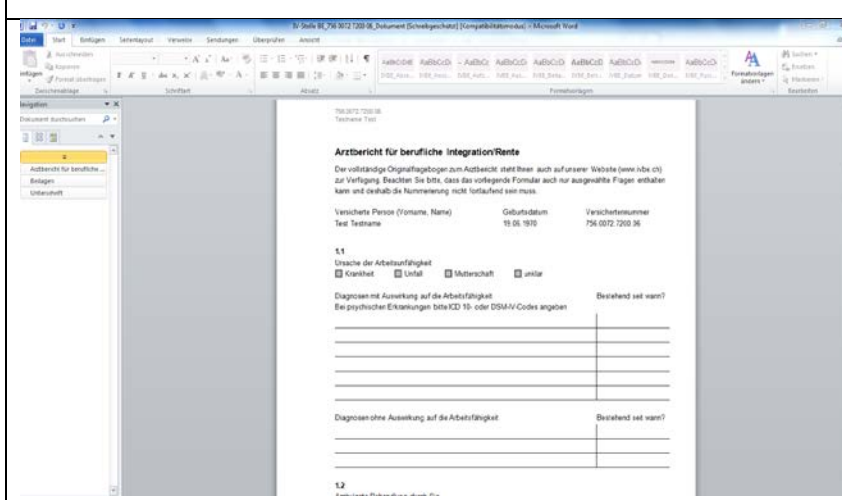 IV-Stelle BE_756 0072 7200 06_Dokument [Schreibgeschützt] [Kompatibilitätsmodus] - Microsoft Word
Datei Start Einfügen Seitenlayout Verweise Sendungen Überprüfen Ansicht
Ausschneiden
Kopieren
Format übertragen
Zwischenablage Schriftart Absatz Formatvorlagen Bearbeiten
Formatvorlagen
ändern
Suchen
Ersetzen
Markieren
Navigation
Dokument durchsuchen
Arztbericht für berufliche ...
Beilagen
Unterschrift
Testname Test
Arztbericht für berufliche Integration/Rente
Der vollständige Originalfragebogen zum Arztbericht steht Ihnen auch auf unserer Website (www.ivbe.ch)
zur Verfügung. Beachten Sie bitte, dass das vorliegende Formular auch nur ausgewählte Fragen enthalten
kann und deshalb die Nummerierung nicht fortlaufend sein muss.
Versicherte Person (Vorname, Name) Geburtsdatum Versichertennummer
Test Testname 19.06.1970 756.0072.7200.06
1.1
Ursache der Arbeitsunfähigkeit
Krankheit Unfall Mutterschaft unklar
Diagnosen mit Auswirkung auf die Arbeitsfähigkeit Bestehend seit wann?
Bei psychischen Erkrankungen bitte ICD 10- oder DSM-IV-Codes angeben
Diagnosen ohne Auswirkung auf die Arbeitsfähigkeit Bestehend seit wann?
1.2